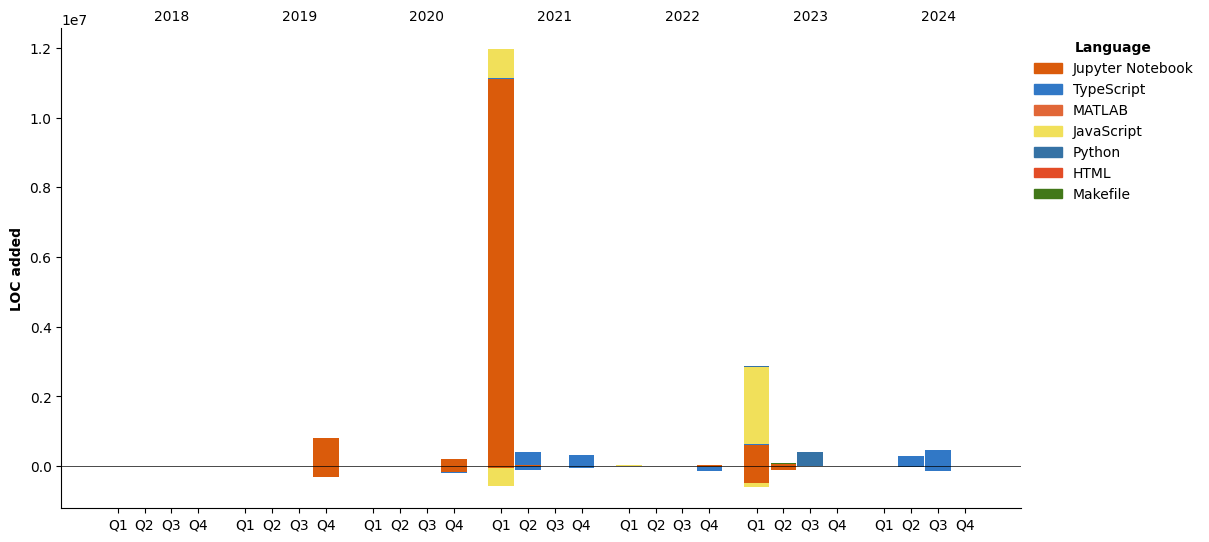 1e7
2018 2019 2020 2021 2022 2023 2024
Language
Jupyter Notebook
TypeScript
MATLAB
JavaScript
Python
HTML
Makefile
LOC added
1.2
1.0
0.8
0.6
0.4
0.2
0.0
Q1 Q2 Q3 Q4 Q1 Q2 Q3 Q4 Q1 Q2 Q3 Q4 Q1 Q2 Q3 Q4 Q1 Q2 Q3 Q4 Q1 Q2 Q3 Q4 Q1 Q2 Q3 Q4